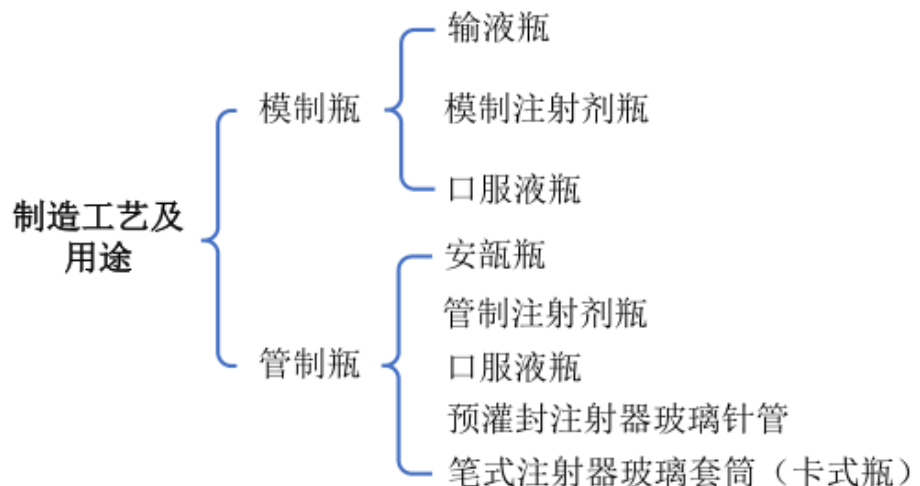 制造工艺及
用途
模制瓶
输液瓶
模制注射剂瓶
口服液瓶
管制瓶
安瓿瓶
管制注射剂瓶
口服液瓶
预灌封注射器玻璃针管
笔式注射器玻璃套筒（卡式瓶）